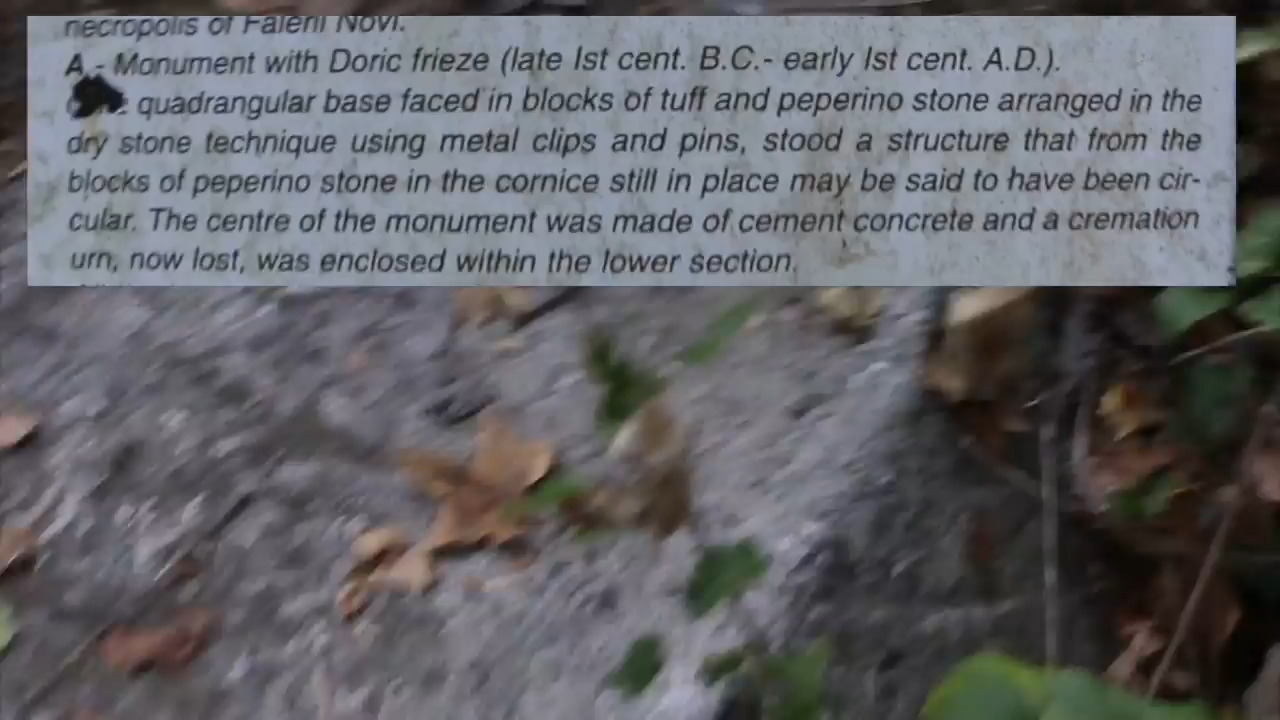 necropolis of Falerii Novi.
A - Monument with Doric frieze (late Ist cent. B.C.- early Ist cent. A.D.).
quadrangular base faced in blocks of tuff and peperino stone arranged in the
dry stone technique using metal clips and pins, stood a structure that from the
blocks of peperino stone in the cornice still in place may be said to have been cir-
cular. The centre of the monument was made of cement concrete and a cremation
urn, now lost, was enclosed within the lower section.